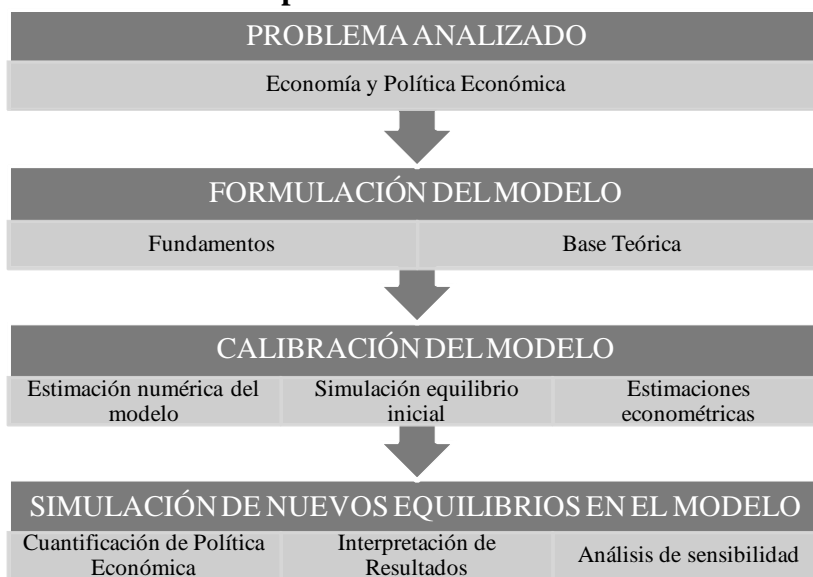 PROBLEMA ANALIZADO
Economía y Política Económica
FORMULACIÓN DEL MODELO
Fundamentos
Base Teórica
CALIBRACIÓN DEL MODELO
Estimación numérica del
modelo
Simulación equilibrio
inicial
Estimaciones
econométricas
SIMULACIÓN DE NUEVOS EQUILIBRIOS EN EL MODELO
Cuantificación de Política
Económica
Interpretación de
Resultados
Análisis de sensibilidad